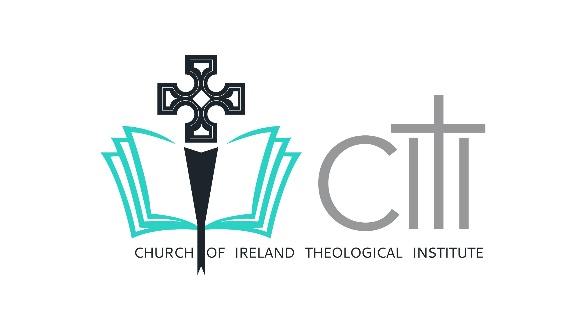 CITI
CHURCH OF IRELAND THEOLOGICAL INSTITUTE